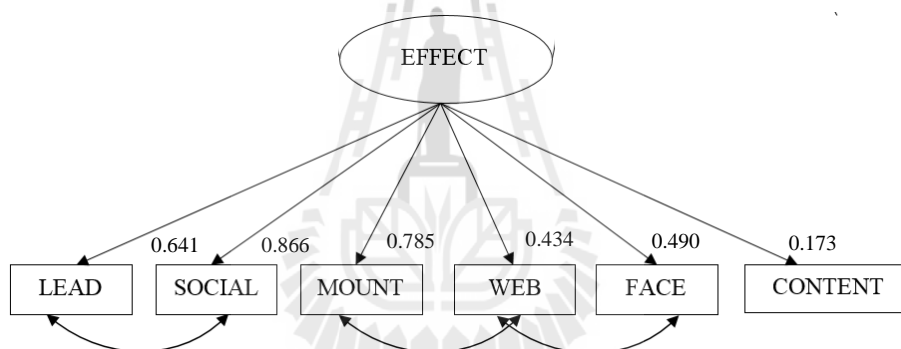 EFFECT
0.641 0.866 0.785 0.434 0.490 0.173
LEAD SOCIAL MOUNT WEB FACE CONTENT